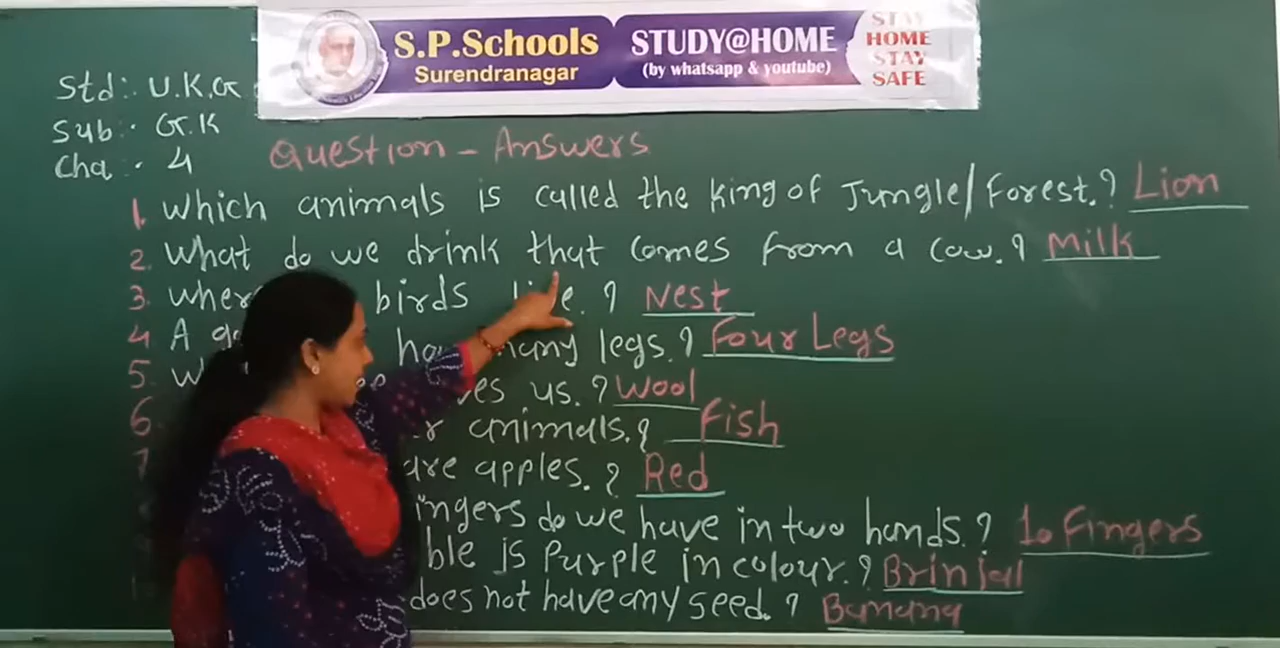 S.P.Schools
Surendranagar
STUDY@HOME
(by whatsapp & youtube)
STAY
HOME
STAY
SAFE
Std:- U.K.G
Sub:- G.K
Cha:- 4
Question - Answers
1. Which animals is called the king of Jungle/Forest.? Lion
2. What do we drink that comes from a cow.? Milk
3. birds .? Nest
4. A many legs.? Four Legs
5. us.? Wool
6. animals.? Fish
7 are apples.? Red
do we have in two hands.? 10 Fingers
is Purple in colour.? Brinjal
does not have any seed.? Banana